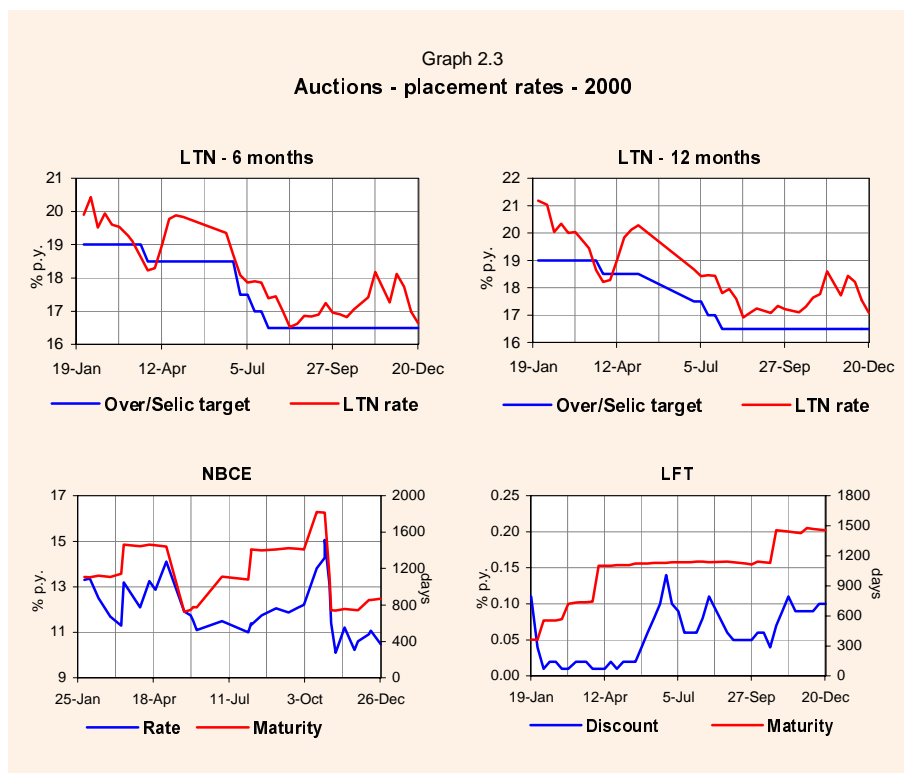 Graph 2.3
Auctions - placement rates - 2000
LTN - 6 months
21
20
19
18
17
16
% p.y.
19-Jan 12-Apr 5-Jul 27-Sep 20-Dec
Over/Selic target LTN rate
LTN - 12 months
22
21
20
19
18
17
16
% p.y.
19-Jan 12-Apr 5-Jul 27-Sep 20-Dec
Over/Selic target LTN rate
NBCE
17
15
13
11
9
% p.y.
2000
1600
1200
800
400
0
days
25-Jan 18-Apr 11-Jul 3-Oct 26-Dec
Rate Maturity
LFT
0.25
0.20
0.15
0.10
0.05
0.00
% p.y.
1800
1500
1200
900
600
300
0
days
19-Jan 12-Apr 5-Jul 27-Sep 20-Dec
Discount Maturity